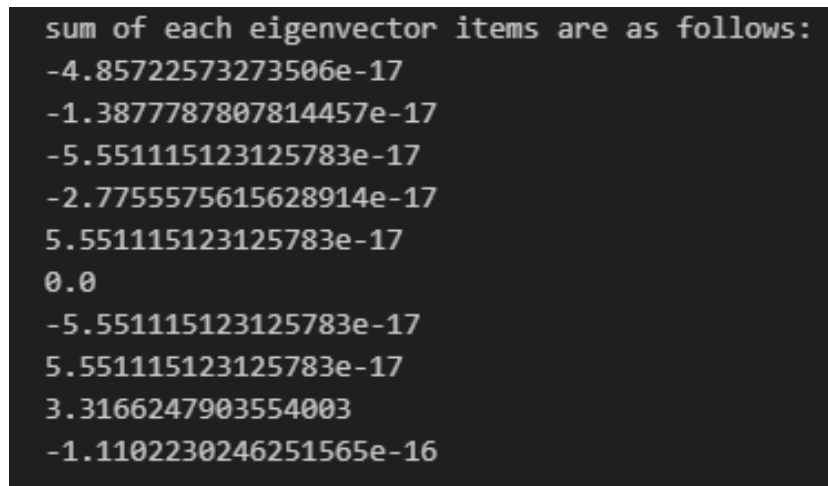 sum of each eigenvector items are as follows:
-4.85722573273506e-17
-1.3877787807814457e-17
-5.551115123125783e-17
-2.7755575615628914e-17
5.551115123125783e-17
0.0
-5.551115123125783e-17
5.551115123125783e-17
3.3166247903554003
-1.1102230246251565e-16